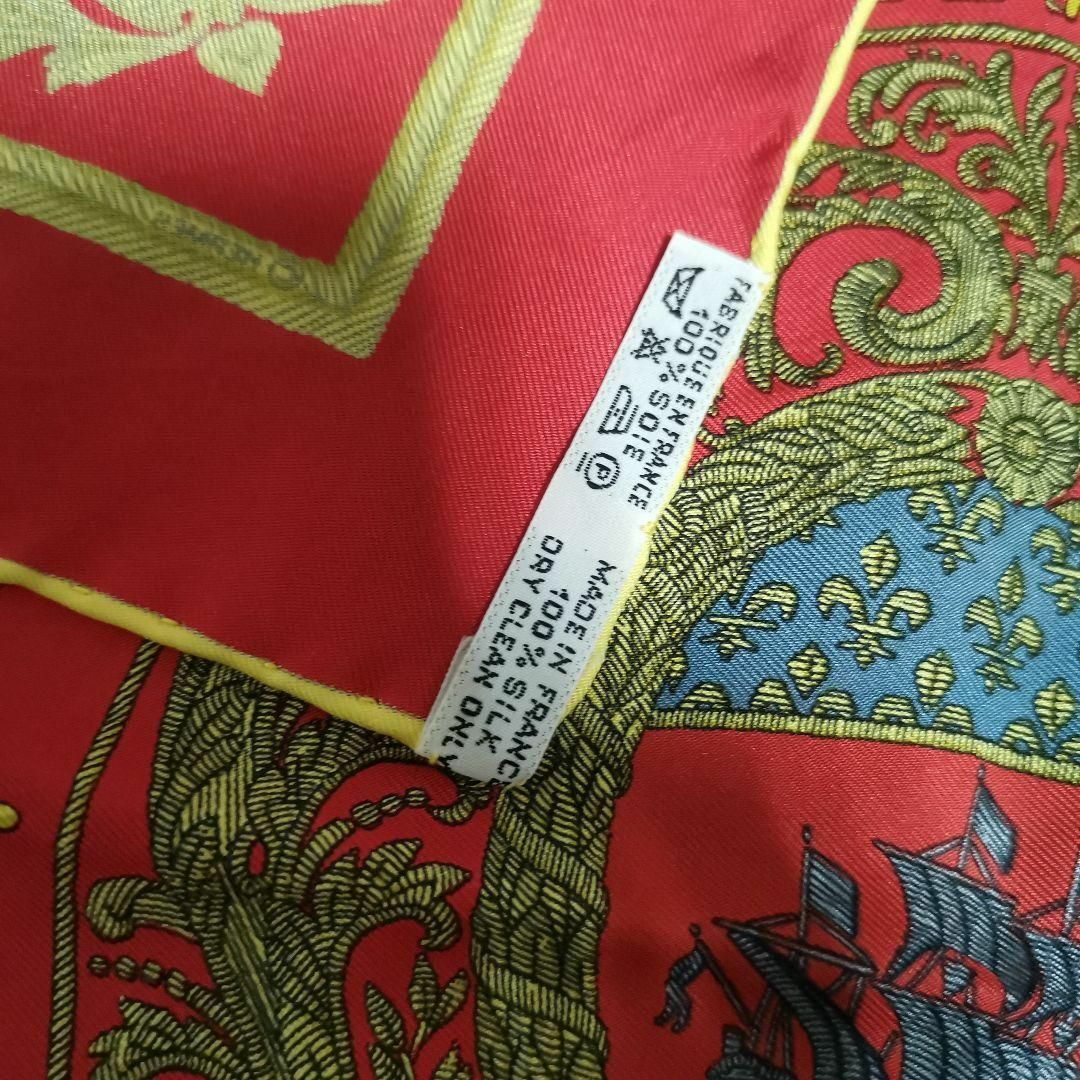 FABRIQUE EN FRANCE
100% SOIE
P
MADE IN FRANCE
100% SILK
DRY CLEAN ONLY